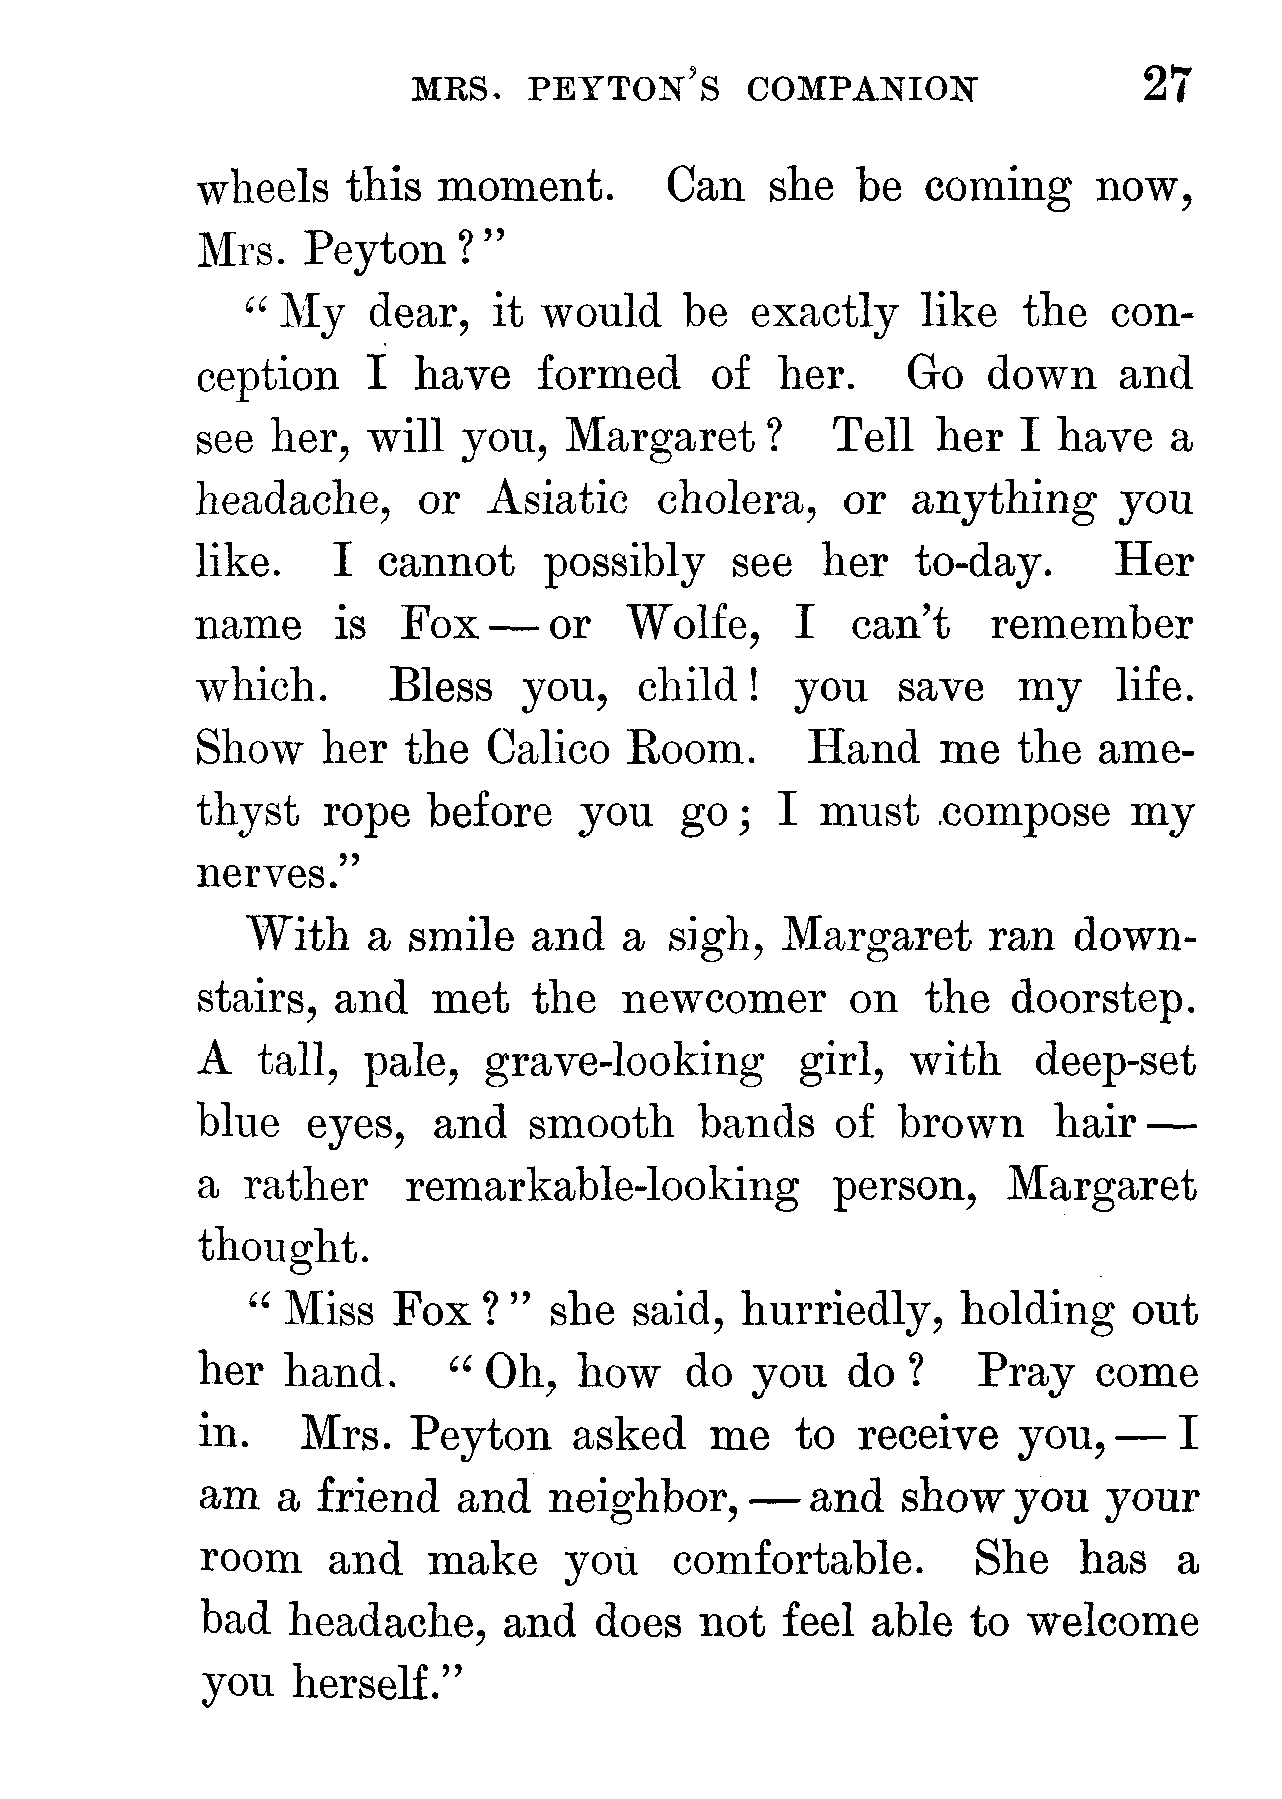 MRS. PEYTON'S COMPANION 27
wheels this moment. Can she be coming now,
Mrs. Peyton?"
"My dear, it would be exactly like the con-
ception I have formed of her. Go down and
see her, will you, Margaret? Tell her I have a
headache, or Asiatic cholera, or anything you
like. I cannot possibly see her to-day. Her
name is Fox—or Wolfe, I can't remember
which. Bless you, child! you save my life.
Show her the Calico Room. Hand me the ame-
thyst rope before you go; I must compose my
nerves."
With a smile and a sigh, Margaret ran down-
stairs, and met the newcomer on the doorstep.
A tall, pale, grave-looking girl, with deep-set
blue eyes, and smooth bands of brown hair—
a rather remarkable-looking person, Margaret
thought.
"Miss Fox?" she said, hurriedly, holding out
her hand. "Oh, how do you do? Pray come
in. Mrs. Peyton asked me to receive you,—I
am a friend and neighbor,—and show you your
room and make you comfortable. She has a
bad headache, and does not feel able to welcome
you herself."